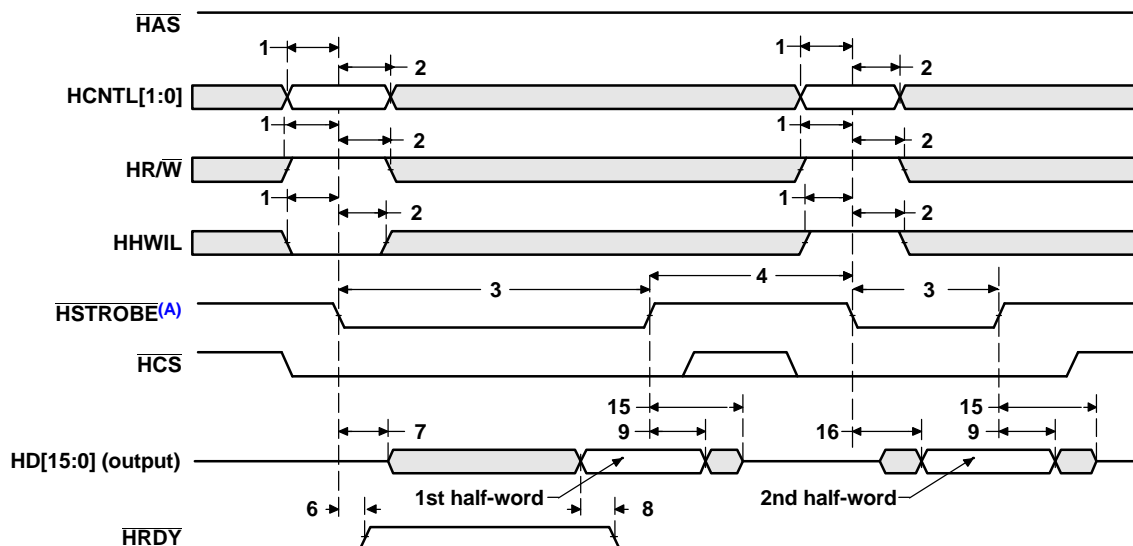 HAS
1 1
2 2
HCNTL[1:0]
1 2 1 2
HR/W
1 2 1 2
HHWIL
3 4 3
HSTROBE(A)
HCS
15 15
7 9 16 9
HD[15:0] (output)
1st half-word 2nd half-word
6 8
HRDY